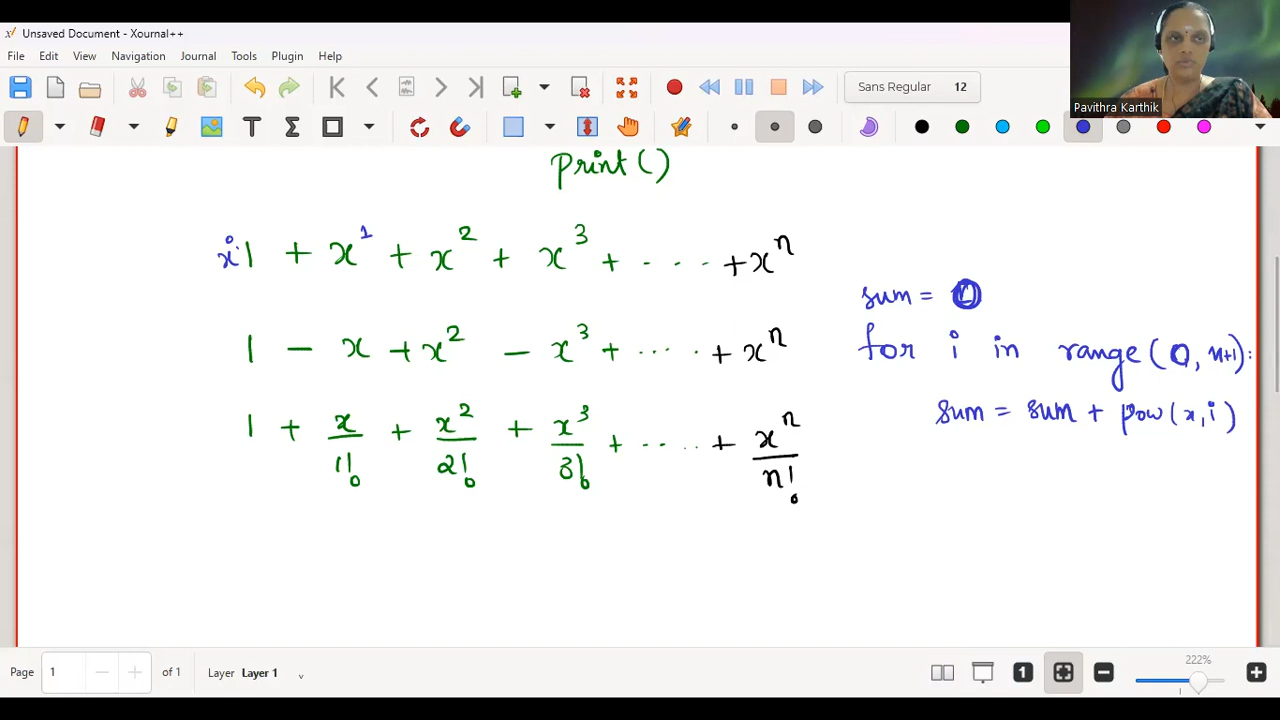 Unsaved Document - Xournal++
File Edit View Navigation Journal Tools Plugin Help
Sans Regular 12
Pavithra Karthik
print()
x⁰ 1 + x¹ + x² + x³ + ..... + xⁿ
1 - x + x² - x³ + ..... + xⁿ
1 + x/1! + x²/2! + x³/3! + ..... + xⁿ/n!
sum = 0
for i in range(0, n+1):
sum = sum + pow(x,i)
Page 1 of 1 Layer Layer 1 222%
1